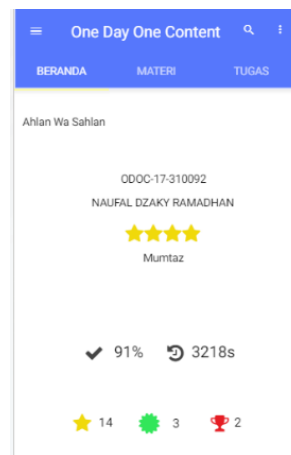 One Day One Content
BERANDA MATERI TUGAS
Ahlan Wa Sahlan
ODOC-17-310092
NAUFAL DZAKY RAMADHAN
Mumtaz
91% 3218s
14 3 2